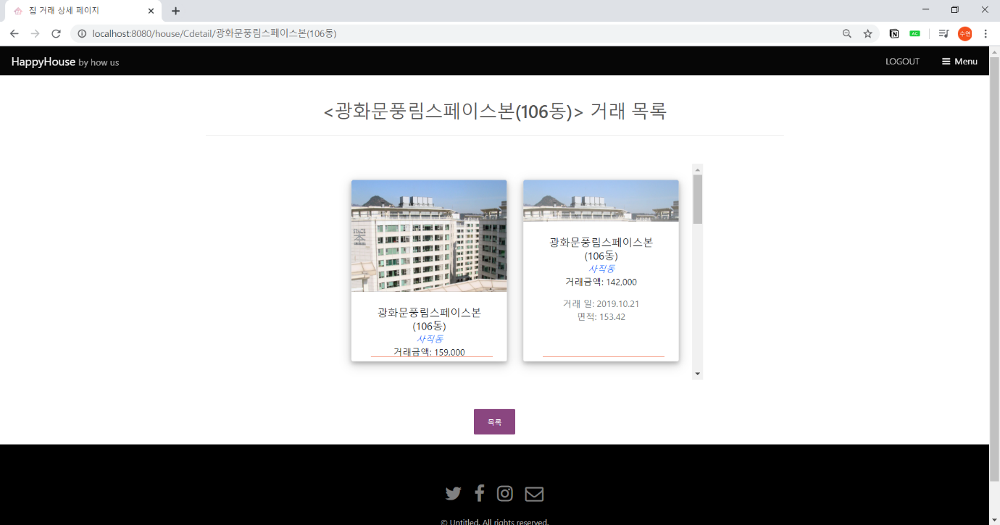 집 거래 상세 페이지
localhost:8080/house/Cdetail/광화문풍림스페이스본(106동)
수연
HappyHouse by how us
LOGOUT
Menu
<광화문풍림스페이스본(106동)> 거래 목록
광화문풍림스페이스본
(106동)
사직동
거래금액: 159,000
광화문풍림스페이스본
(106동)
사직동
거래금액: 142,000
거래 일: 2019.10.21
면적: 153.42
목록
© Untitled. All rights reserved.